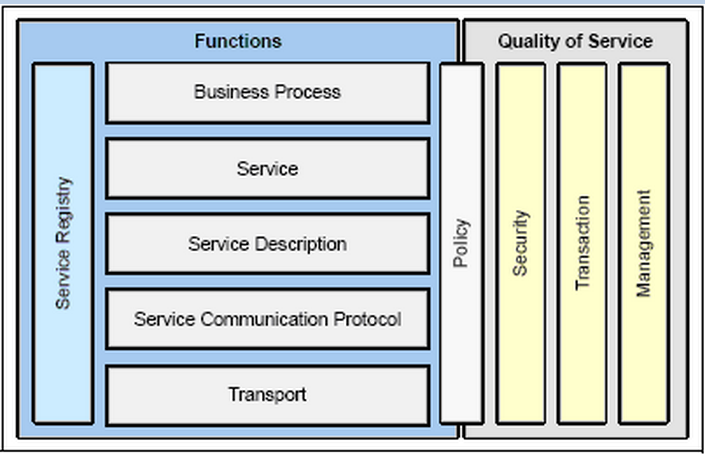 Functions
Quality of Service
Service Registry
Business Process
Service
Service Description
Service Communication Protocol
Transport
Policy
Security
Transaction
Management